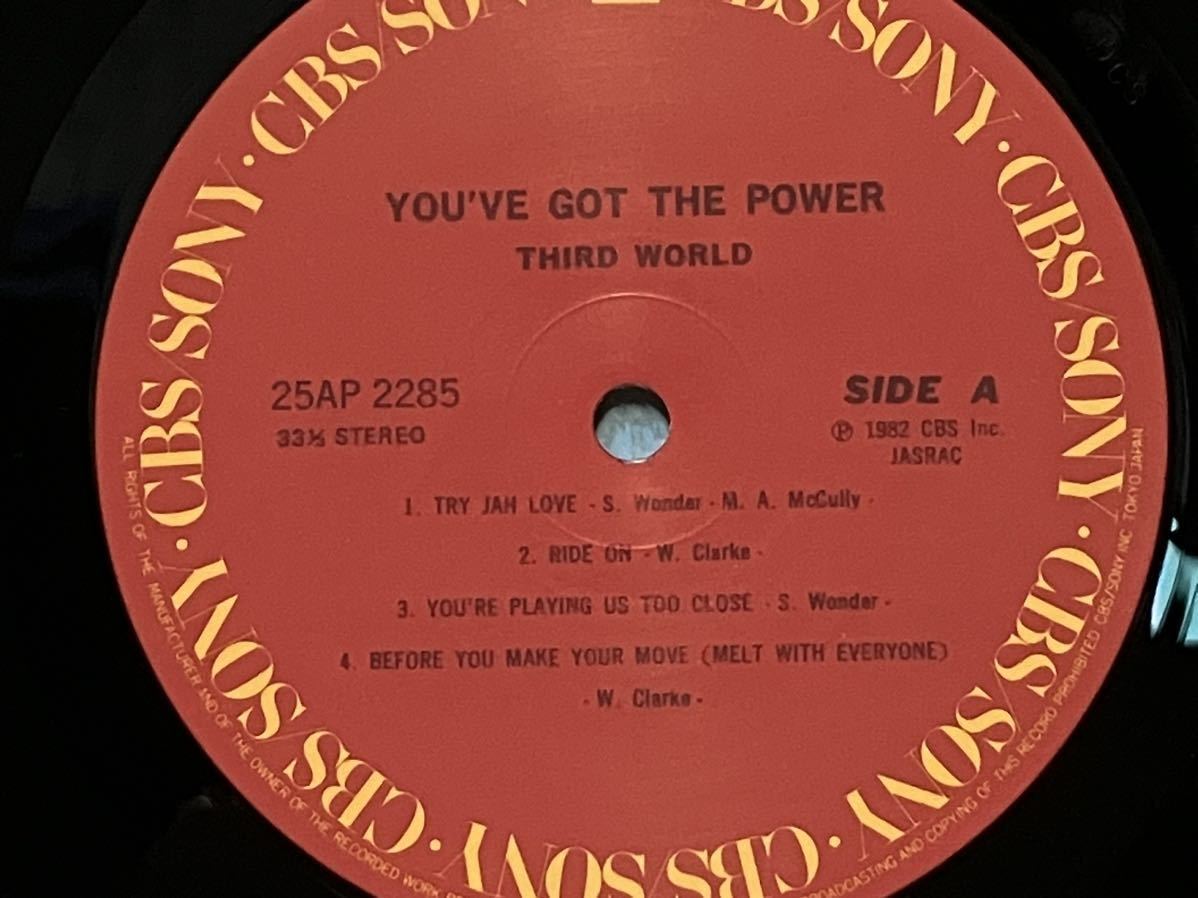 YOU'VE GOT THE POWER
THIRD WORLD
25AP 2285
33⅓ STEREO
SIDE A
Ⓟ 1982 CBS Inc.
JASRAC
1. TRY JAH LOVE - S. Wonder - M. A. McCully -
2. RIDE ON - W. Clarke -
3. YOU'RE PLAYING US TOO CLOSE - S. Wonder -
4. BEFORE YOU MAKE YOUR MOVE (MELT WITH EVERYONE)
- W. Clarke -
CBS/SONY · CBS/SONY · CBS/SONY · CBS/SONY · CBS/SONY · CBS/SONY · CBS/SONY · CBS/SONY
ALL RIGHTS OF THE MANUFACTURER AND OF THE OWNER OF THE RECORDED WORK
BROADCASTING AND COPYING OF THIS RECORD PROHIBITED CBS/SONY INC. TOKYO JAPAN